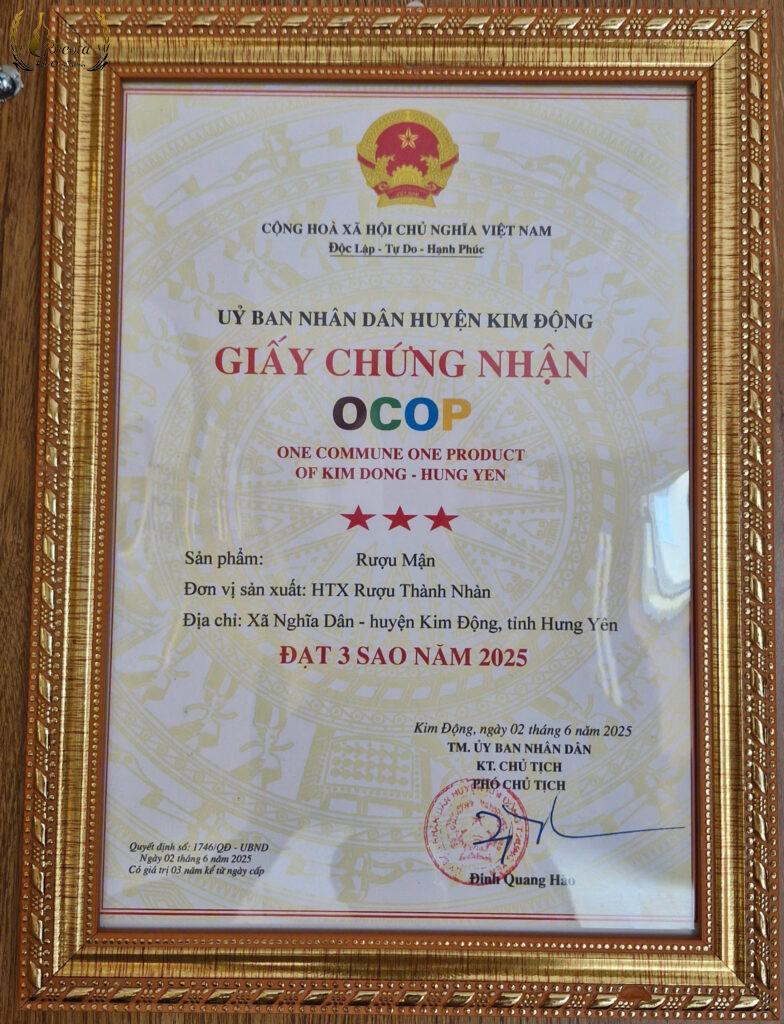 CỘNG HOÀ XÃ HỘI CHỦ NGHĨA VIỆT NAM
Độc Lập - Tự Do - Hạnh Phúc
UỶ BAN NHÂN DÂN HUYỆN KIM ĐỘNG
GIẤY CHỨNG NHẬN
OCOP
ONE COMMUNE ONE PRODUCT
OF KIM DONG - HUNG YEN
Sản phẩm: Rượu Mận
Đơn vị sản xuất: HTX Rượu Thành Nhàn
Địa chỉ: Xã Nghĩa Dân - huyện Kim Động, tỉnh Hưng Yên
ĐẠT 3 SAO NĂM 2025
Kim Động, ngày 02 tháng 6 năm 2025
TM. ỦY BAN NHÂN DÂN
KT. CHỦ TỊCH
PHÓ CHỦ TỊCH
Đinh Quang Hào
Quyết định số: 1746/QĐ - UBND
Ngày 02 tháng 6 năm 2025
Có giá trị 03 năm kể từ ngày cấp